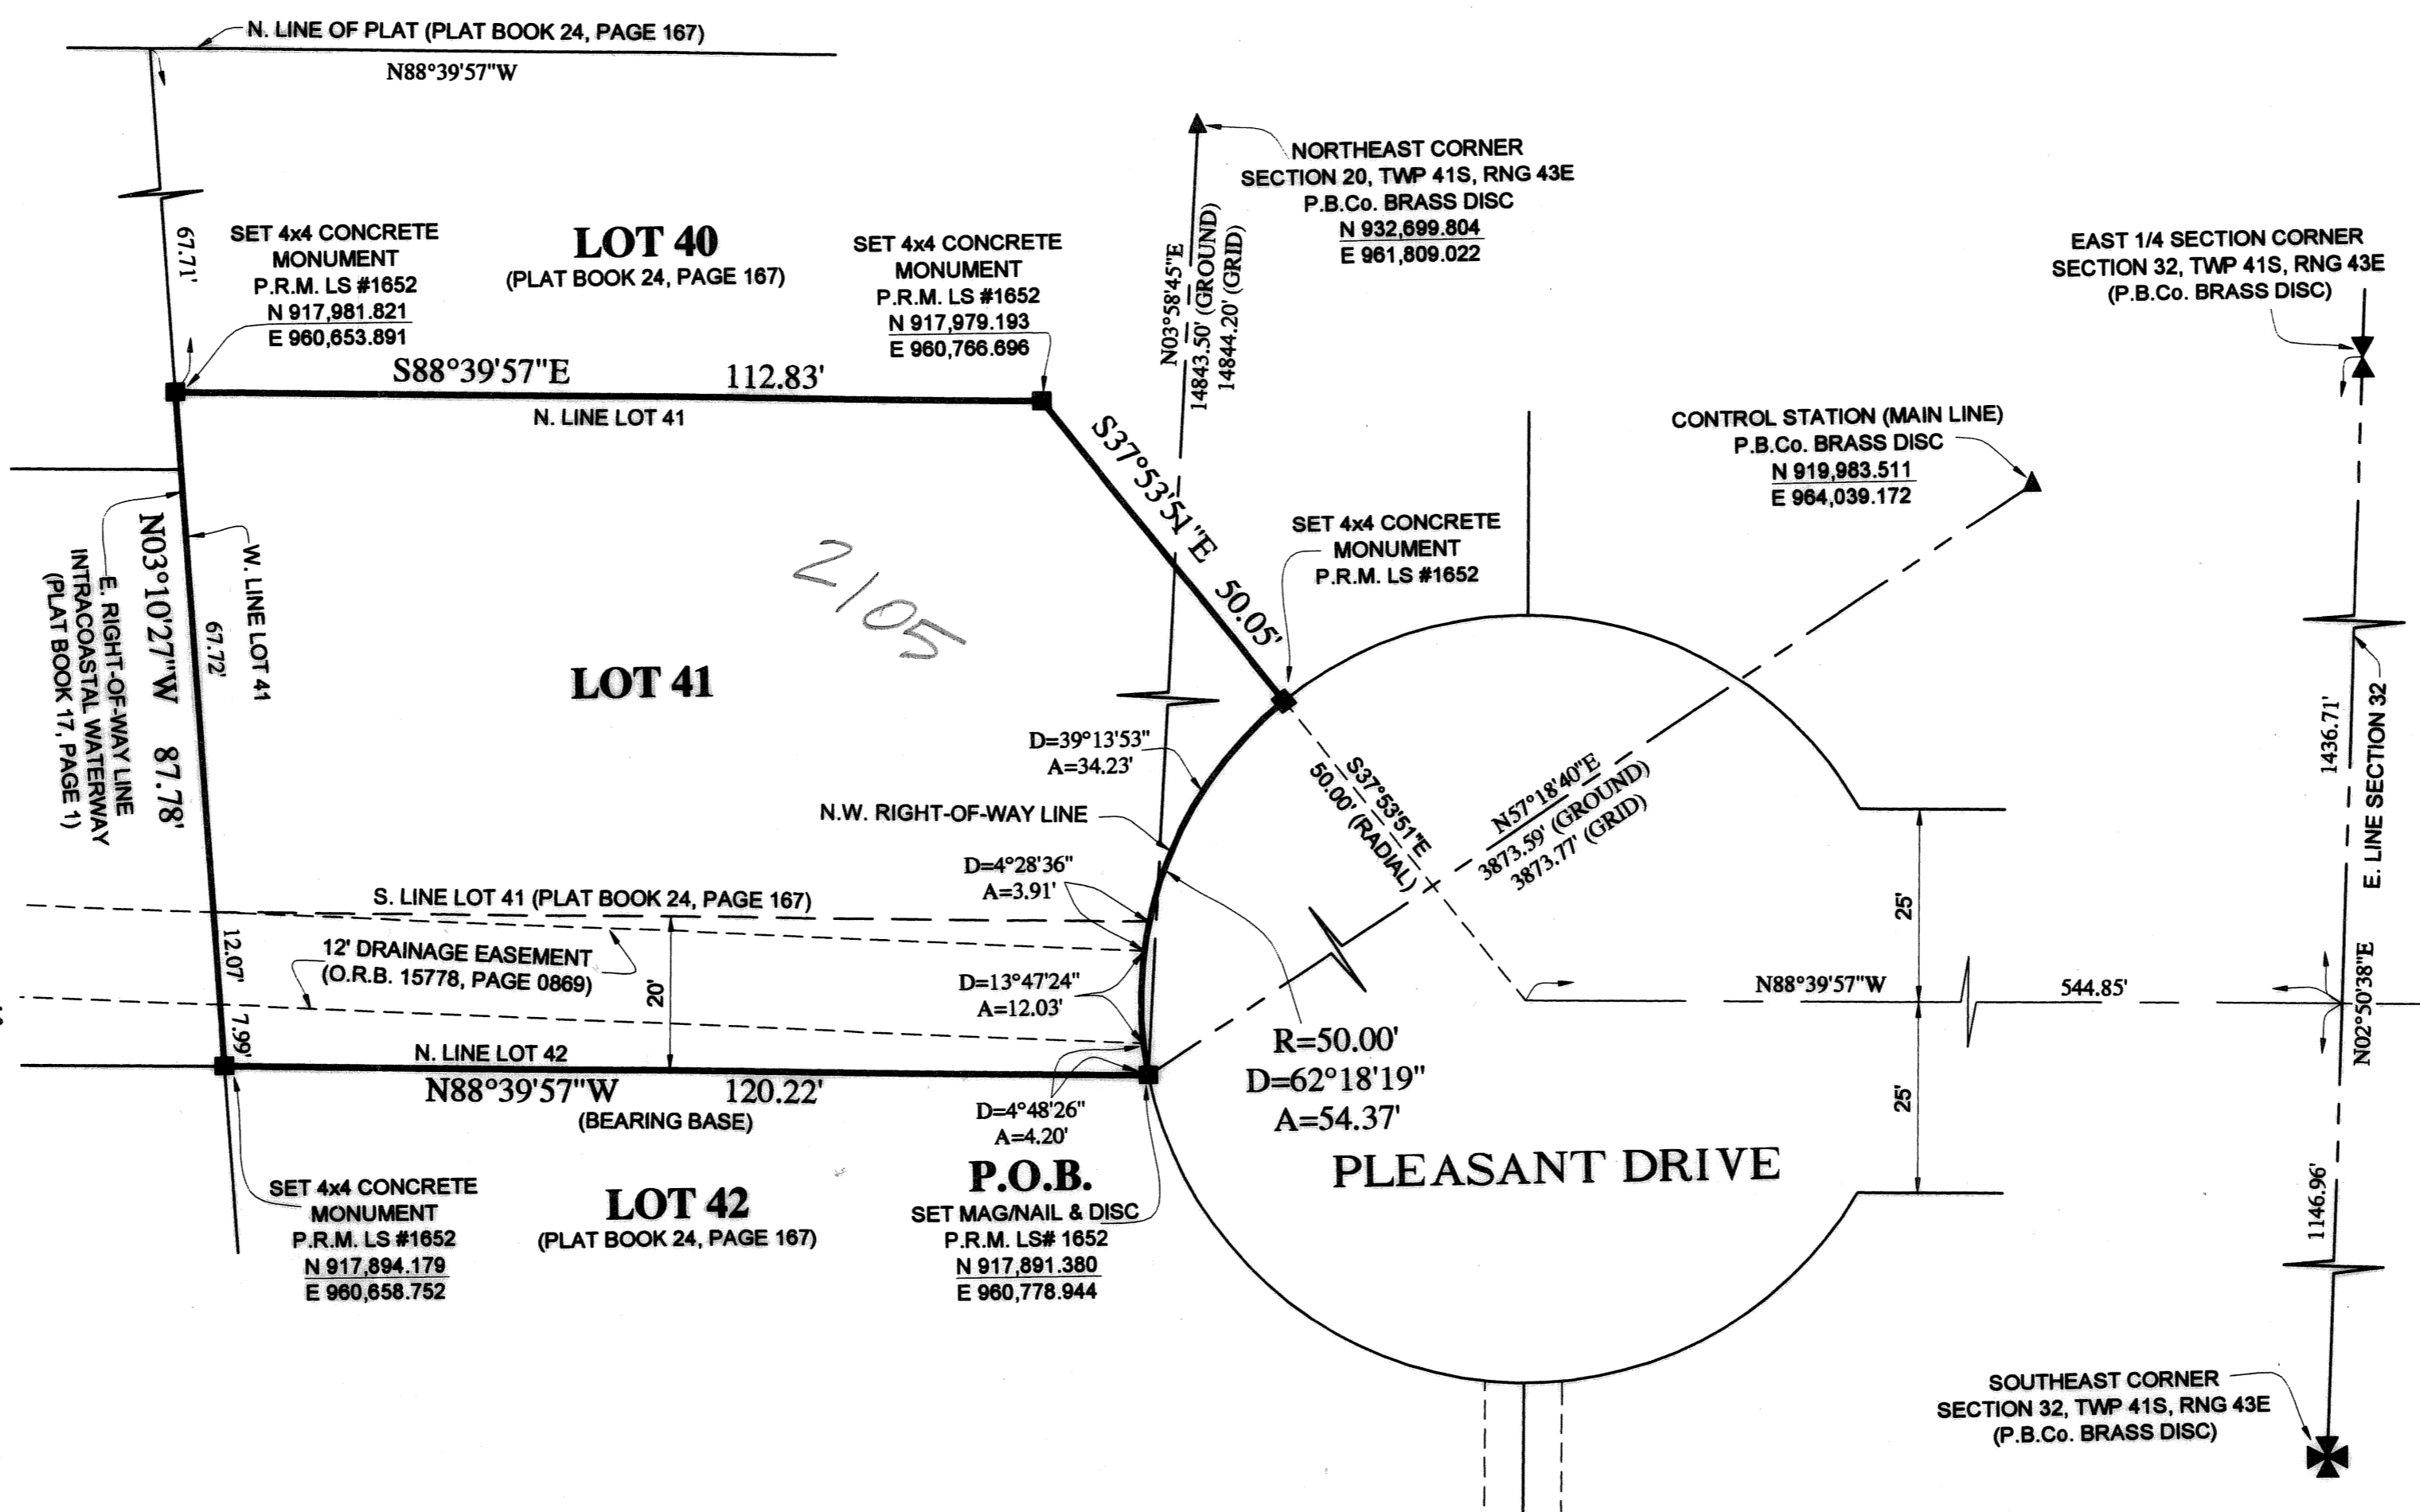 N. LINE OF PLAT (PLAT BOOK 24, PAGE 167)
N88°39'57"W
67.71'
SET 4x4 CONCRETE
MONUMENT
P.R.M. LS #1652
N 917,981.821
E 960,653.891
LOT 40
(PLAT BOOK 24, PAGE 167)
SET 4x4 CONCRETE
MONUMENT
P.R.M. LS #1652
N 917,979.193
E 960,766.696
N03°58'45"E
14843.50' (GROUND)
14844.20' (GRID)
NORTHEAST CORNER
SECTION 20, TWP 41S, RNG 43E
P.B.Co. BRASS DISC
N 932,699.804
E 961,809.022
EAST 1/4 SECTION CORNER
SECTION 32, TWP 41S, RNG 43E
(P.B.Co. BRASS DISC)
S88°39'57"E 112.83'
N. LINE LOT 41
S37°53'51"E 50.05'
CONTROL STATION (MAIN LINE)
P.B.Co. BRASS DISC
N 919,983.511
E 964,039.172
SET 4x4 CONCRETE
MONUMENT
P.R.M. LS #1652
E. RIGHT-OF-WAY LINE
INTRACOASTAL WATERWAY
(PLAT BOOK 17, PAGE 1)
N03°10'27"W 87.78'
67.72'
W. LINE LOT 41
2105
LOT 41
D=39°13'53"
A=34.23'
N.W. RIGHT-OF-WAY LINE
D=4°28'36"
A=3.91'
S37°53'51"E
50.00' (RADIAL)
N57°18'40"E
3873.59' (GROUND)
3873.77' (GRID)
1436.71'
E. LINE SECTION 32
S. LINE LOT 41 (PLAT BOOK 24, PAGE 167)
12.07'
12' DRAINAGE EASEMENT
(O.R.B. 15778, PAGE 0869)
20'
D=13°47'24"
A=12.03'
25'
N88°39'57"W
544.85'
N02°50'38"E
7.99'
N. LINE LOT 42
N88°39'57"W 120.22'
(BEARING BASE)
D=4°48'26"
A=4.20'
R=50.00'
D=62°18'19"
A=54.37'
25'
PLEASANT DRIVE
1146.96'
SET 4x4 CONCRETE
MONUMENT
P.R.M. LS #1652
N 917,894.179
E 960,658.752
LOT 42
(PLAT BOOK 24, PAGE 167)
P.O.B.
SET MAG/NAIL & DISC
P.R.M. LS# 1652
N 917,891.380
E 960,778.944
SOUTHEAST CORNER
SECTION 32, TWP 41S, RNG 43E
(P.B.Co. BRASS DISC)